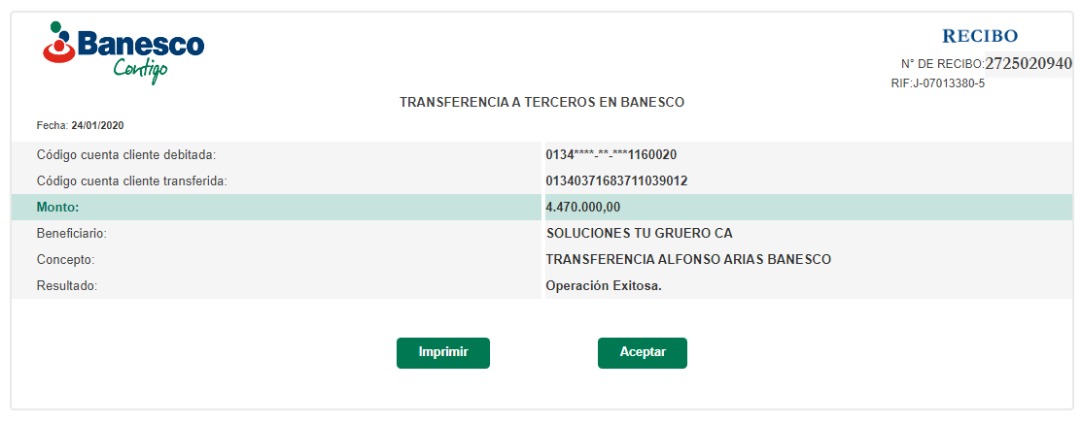 Banesco
Contigo
RECIBO
N° DE RECIBO:2725020940
RIF:J-07013380-5
TRANSFERENCIA A TERCEROS EN BANESCO
Fecha: 24/01/2020
Código cuenta cliente debitada: 0134****-**-***1160020
Código cuenta cliente transferida: 01340371683711039012
Monto: 4.470.000,00
Beneficiario: SOLUCIONES TU GRUERO CA
Concepto: TRANSFERENCIA ALFONSO ARIAS BANESCO
Resultado: Operación Exitosa.
Imprimir Aceptar